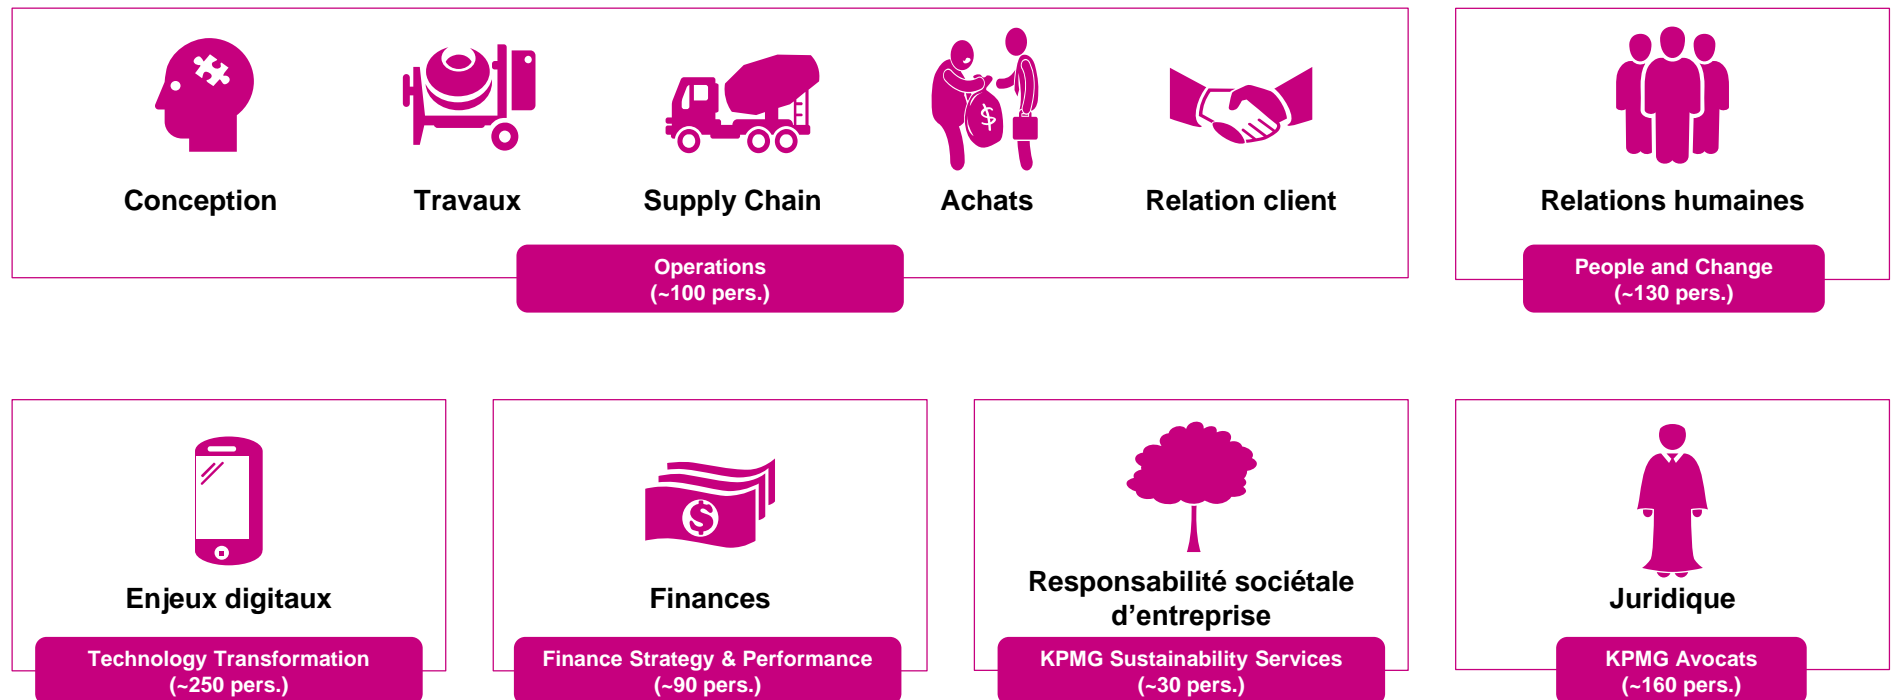 Conception
Travaux
Supply Chain
Achats
Relation client
Operations
(~100 pers.)
Relations humaines
People and Change
(~130 pers.)
Enjeux digitaux
Technology Transformation
(~250 pers.)
Finances
Finance Strategy & Performance
(~90 pers.)
Responsabilité sociétale
d’entreprise
KPMG Sustainability Services
(~30 pers.)
Juridique
KPMG Avocats
(~160 pers.)